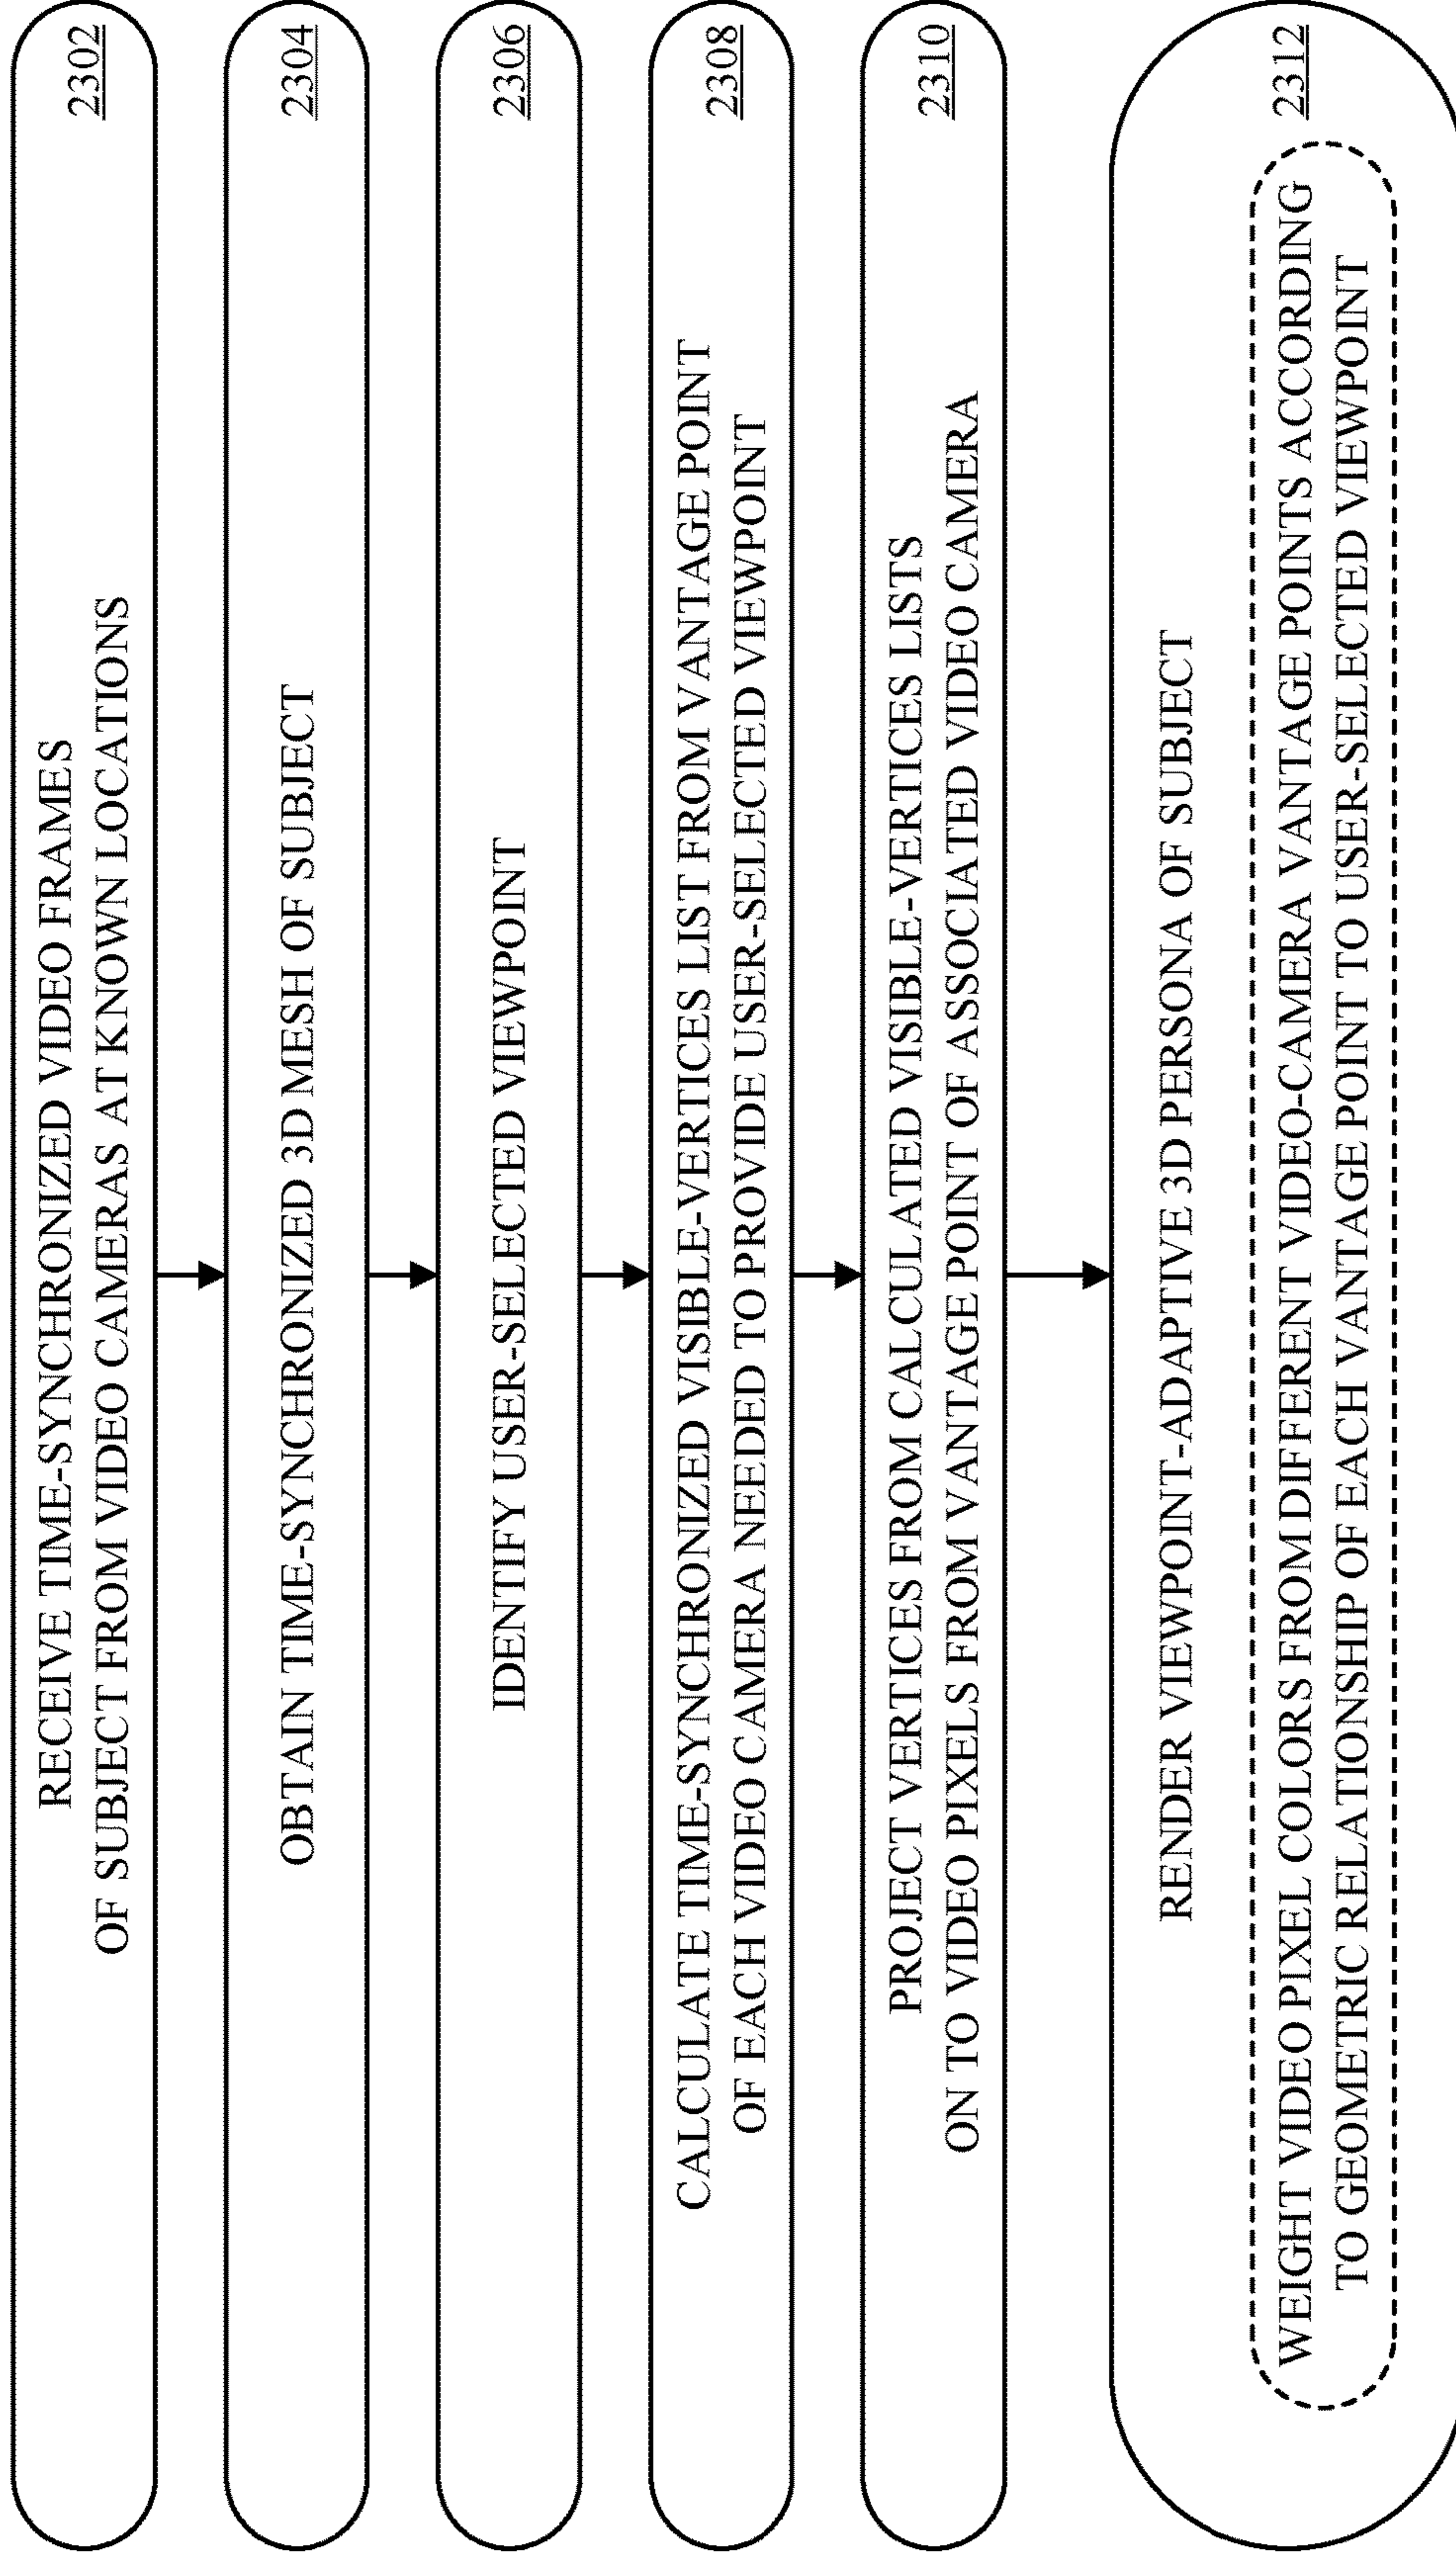 RECEIVE TIME-SYNCHRONIZED VIDEO FRAMES
OF SUBJECT FROM VIDEO CAMERAS AT KNOWN LOCATIONS
2302
OBTAIN TIME-SYNCHRONIZED 3D MESH OF SUBJECT
2304
IDENTIFY USER-SELECTED VIEWPOINT
2306
CALCULATE TIME-SYNCHRONIZED VISIBLE-VERTICES LIST FROM VANTAGE POINT
OF EACH VIDEO CAMERA NEEDED TO PROVIDE USER-SELECTED VIEWPOINT
2308
PROJECT VERTICES FROM CALCULATED VISIBLE-VERTICES LISTS
ON TO VIDEO PIXELS FROM VANTAGE POINT OF ASSOCIATED VIDEO CAMERA
2310
RENDER VIEWPOINT-ADAPTIVE 3D PERSONA OF SUBJECT
WEIGHT VIDEO PIXEL COLORS FROM DIFFERENT VIDEO-CAMERA VANTAGE POINTS ACCORDING
TO GEOMETRIC RELATIONSHIP OF EACH VANTAGE POINT TO USER-SELECTED VIEWPOINT
2312